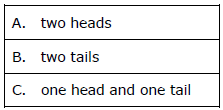 A. two heads
B. two tails
C. one head and one tail